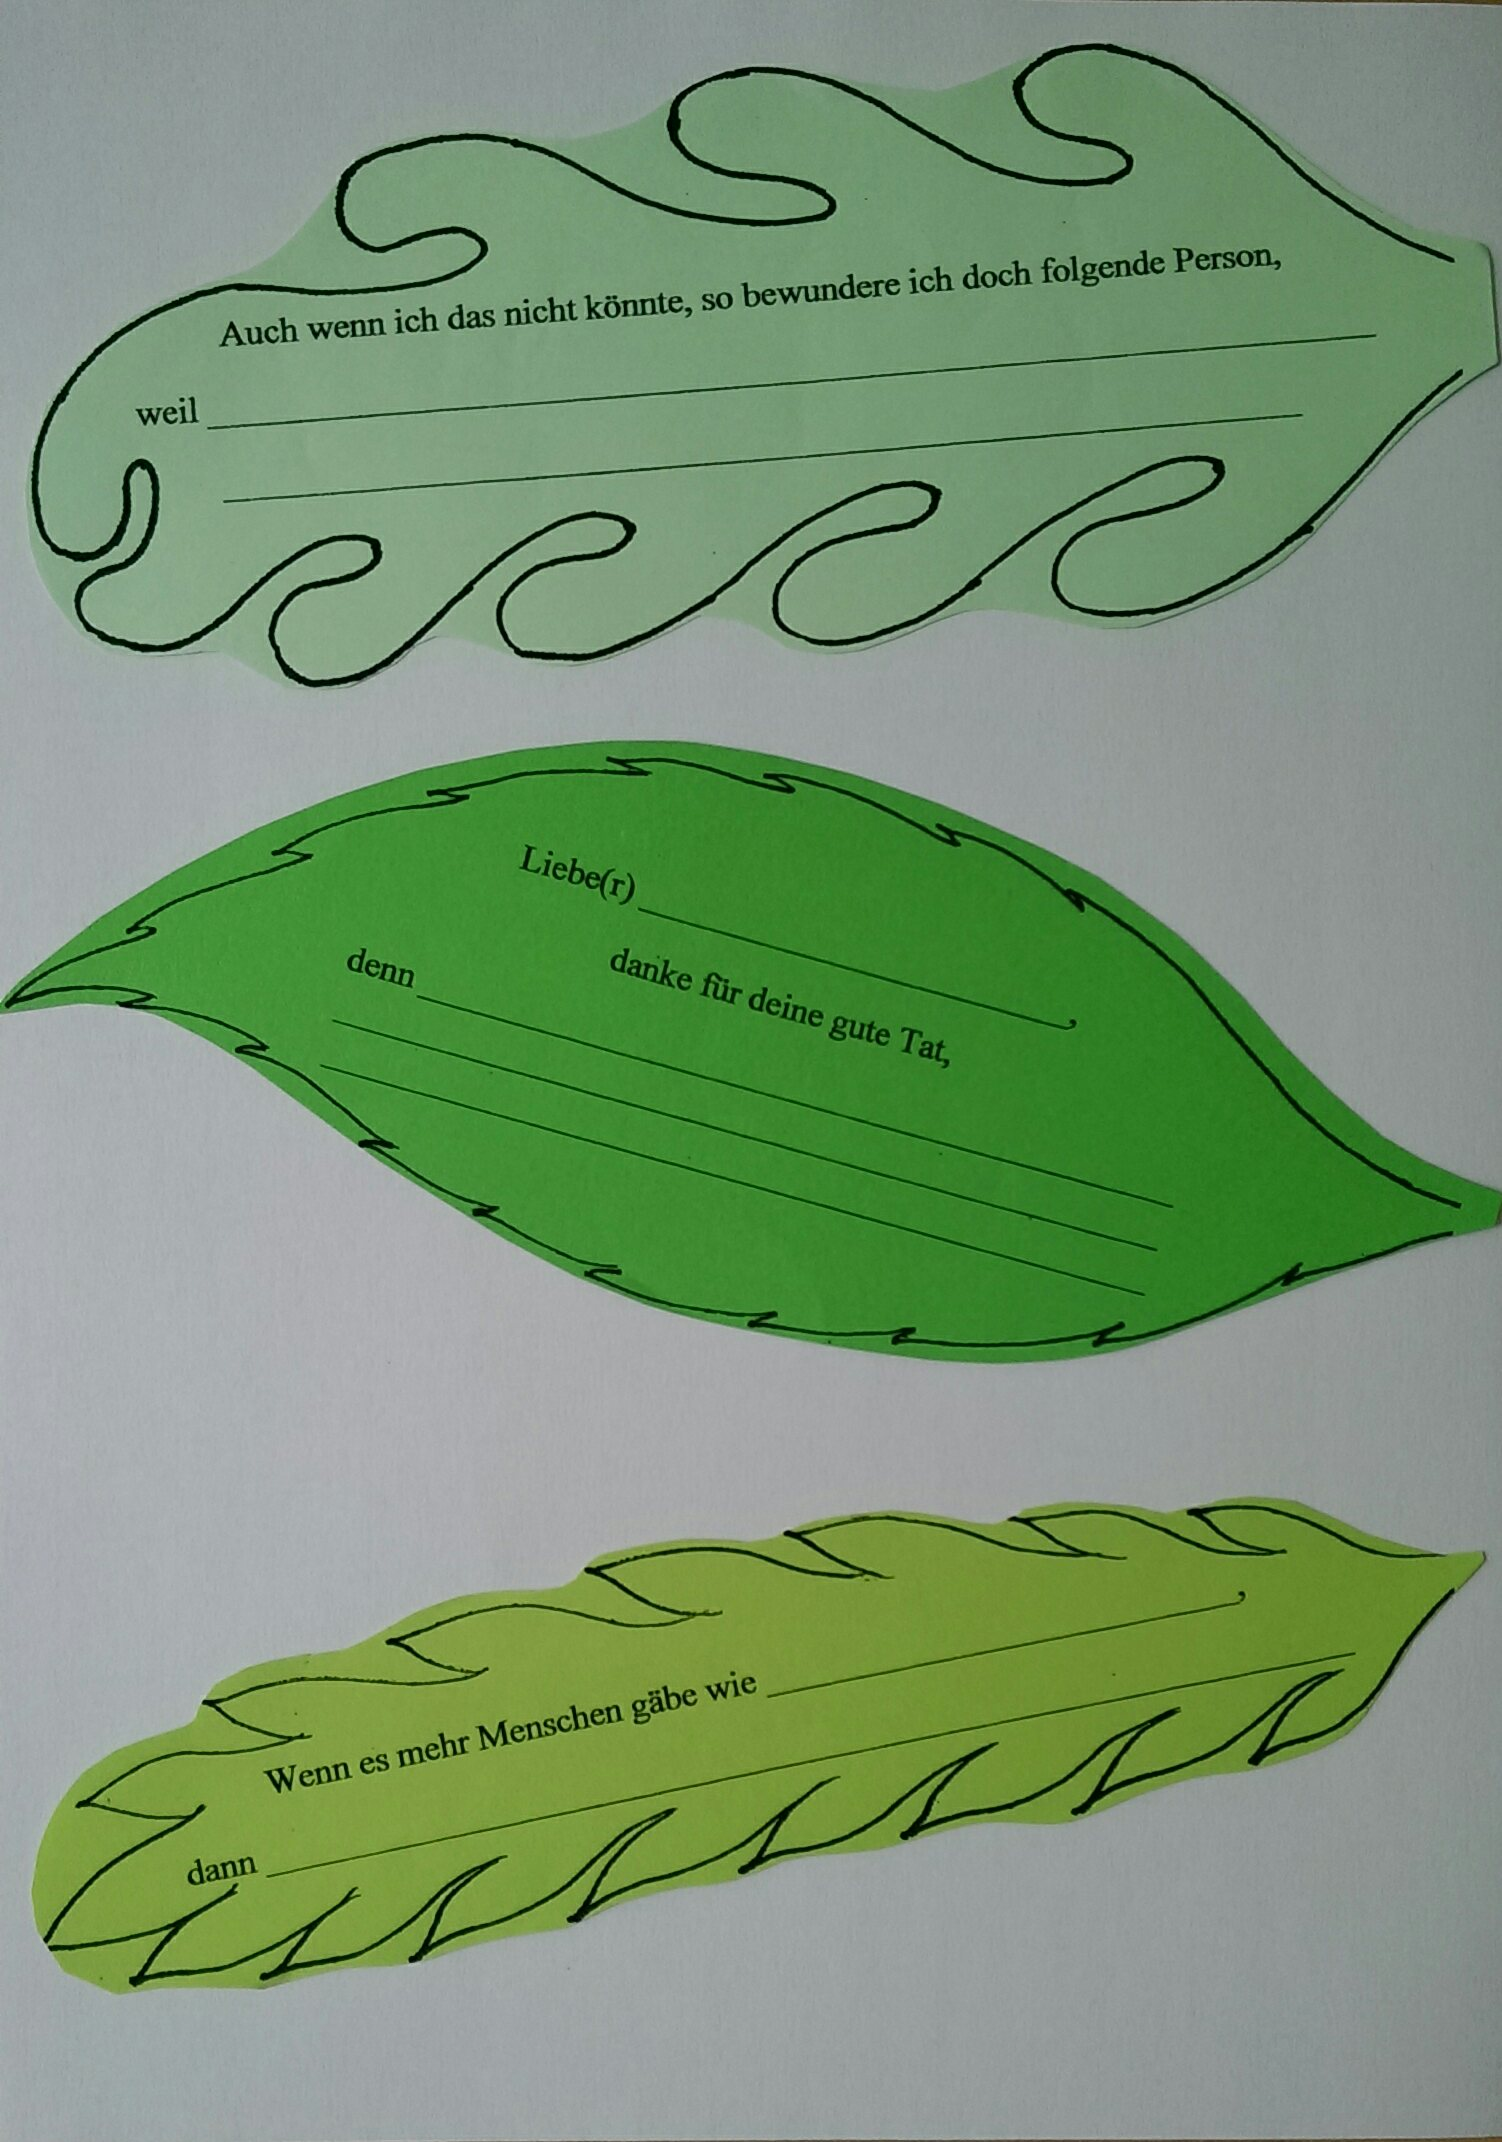 Auch wenn ich das nicht könnte, so bewundere ich doch folgende Person,
weil
Liebe(r) ,
danke für deine gute Tat,
denn
Wenn es mehr Menschen gäbe wie ,
dann